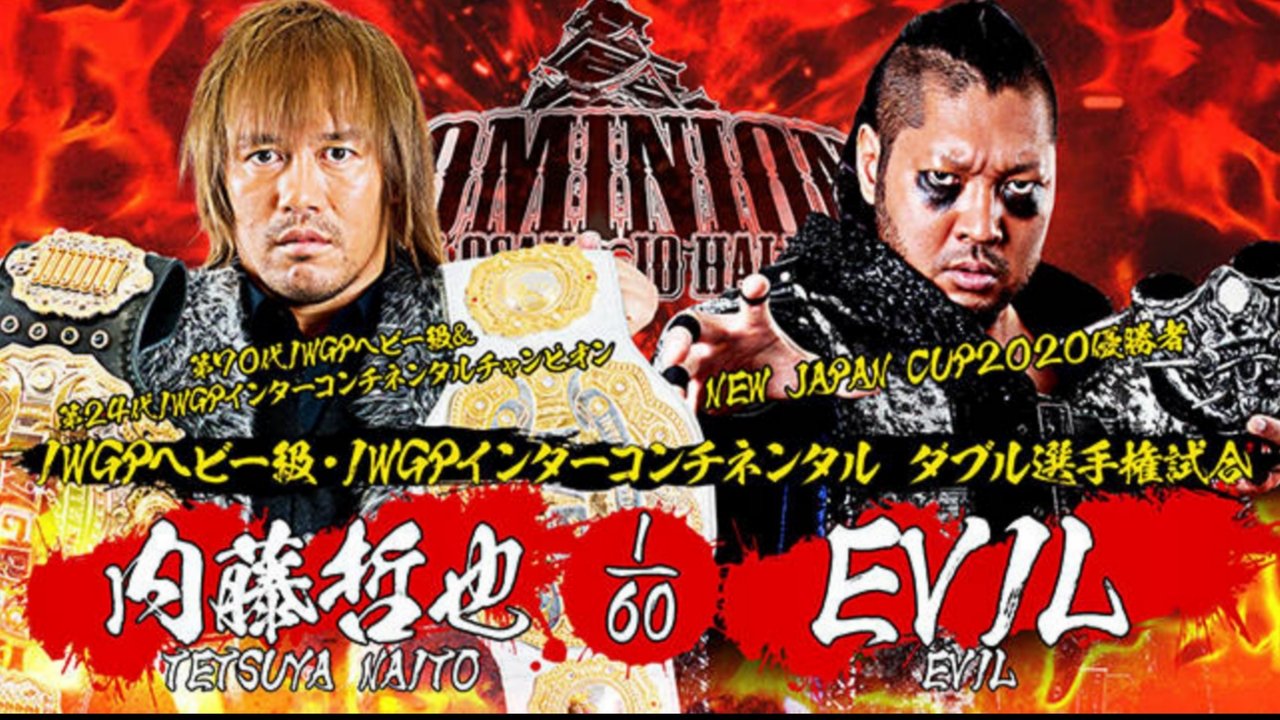 DOMINION
OSAKA-JO HALL
第70代IWGPヘビー級&
第24代IWGPインターコンチネンタルチャンピオン
NEW JAPAN CUP2020優勝者
IWGPヘビー級・IWGPインターコンチネンタル ダブル選手権試合
内藤哲也
TETSUYA NAITO
1
60
EVIL
EVIL